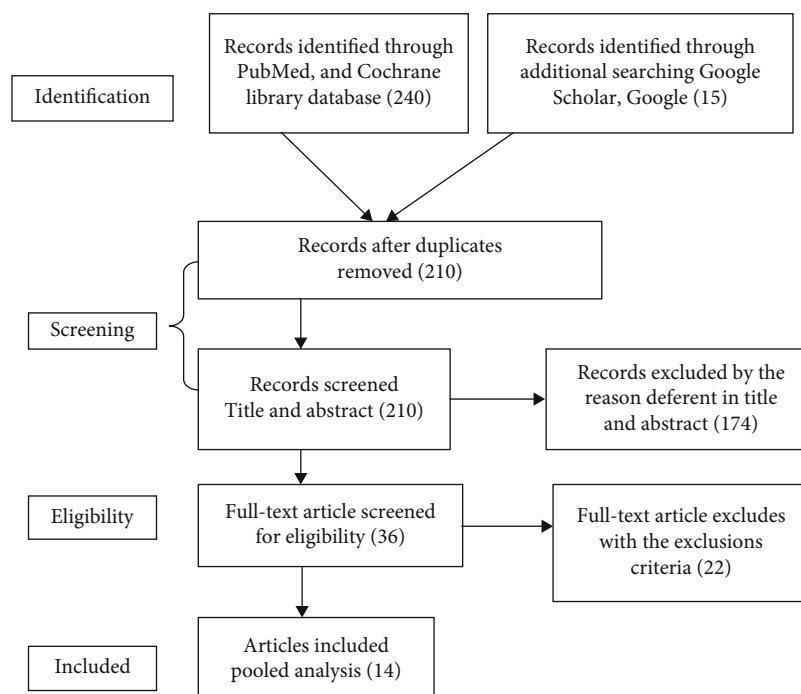 Identification
Records identified through
PubMed, and Cochrane
library database (240)
Records identified through
additional searching Google
Scholar, Google (15)
Records after duplicates
removed (210)
Screening
Records screened
Title and abstract (210)
Records excluded by the
reason deferent in title
and abstract (174)
Eligibility
Full-text article screened
for eligibility (36)
Full-text article excludes
with the exclusions
criteria (22)
Included
Articles included
pooled analysis (14)